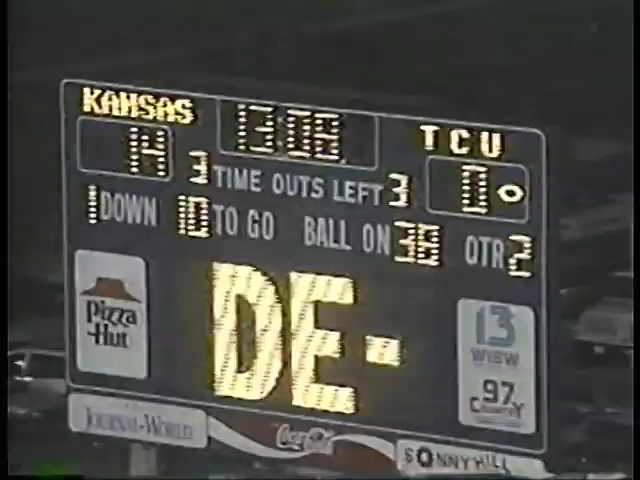 KANSAS 13:08 TCU
14 0
3 TIME OUTS LEFT 3
1 DOWN 10 TO GO BALL ON 38 QTR 2
DE-
Pizza
Hut
13
WIBW
97
COUNTRY
JOURNAL-WORLD
Coca-Cola
SONNY HILL